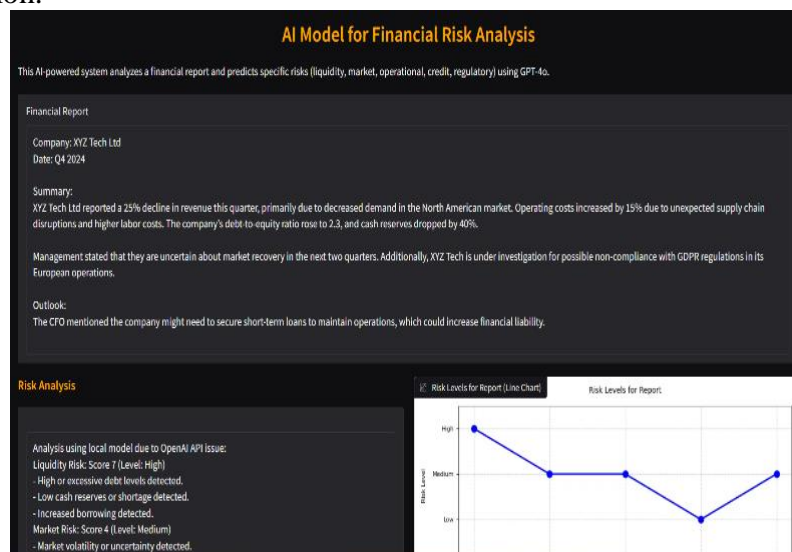 ion.
AI Model for Financial Risk Analysis
This AI-powered system analyzes a financial report and predicts specific risks (liquidity, market, operational, credit, regulatory) using GPT-4o.
Financial Report
Company: XYZ Tech Ltd
Date: Q4 2024
Summary:
XYZ Tech Ltd reported a 25% decline in revenue this quarter, primarily due to decreased demand in the North American market. Operating costs increased by 15% due to unexpected supply chain
disruptions and higher labor costs. The company's debt-to-equity ratio rose to 2.3, and cash reserves dropped by 40%.
Management stated that they are uncertain about market recovery in the next two quarters. Additionally, XYZ Tech is under investigation for possible non-compliance with GDPR regulations in its
European operations.
Outlook:
The CFO mentioned the company might need to secure short-term loans to maintain operations, which could increase financial liability.
Risk Analysis
Analysis using local model due to OpenAI API issue:
Liquidity Risk: Score 7 (Level: High)
- High or excessive debt levels detected.
- Low cash reserves or shortage detected.
- Increased borrowing detected.
Market Risk: Score 4 (Level: Medium)
- Market volatility or uncertainty detected.
Risk Levels for Report (Line Chart)
Risk Levels for Report
High
Medium
Low
Risk Level